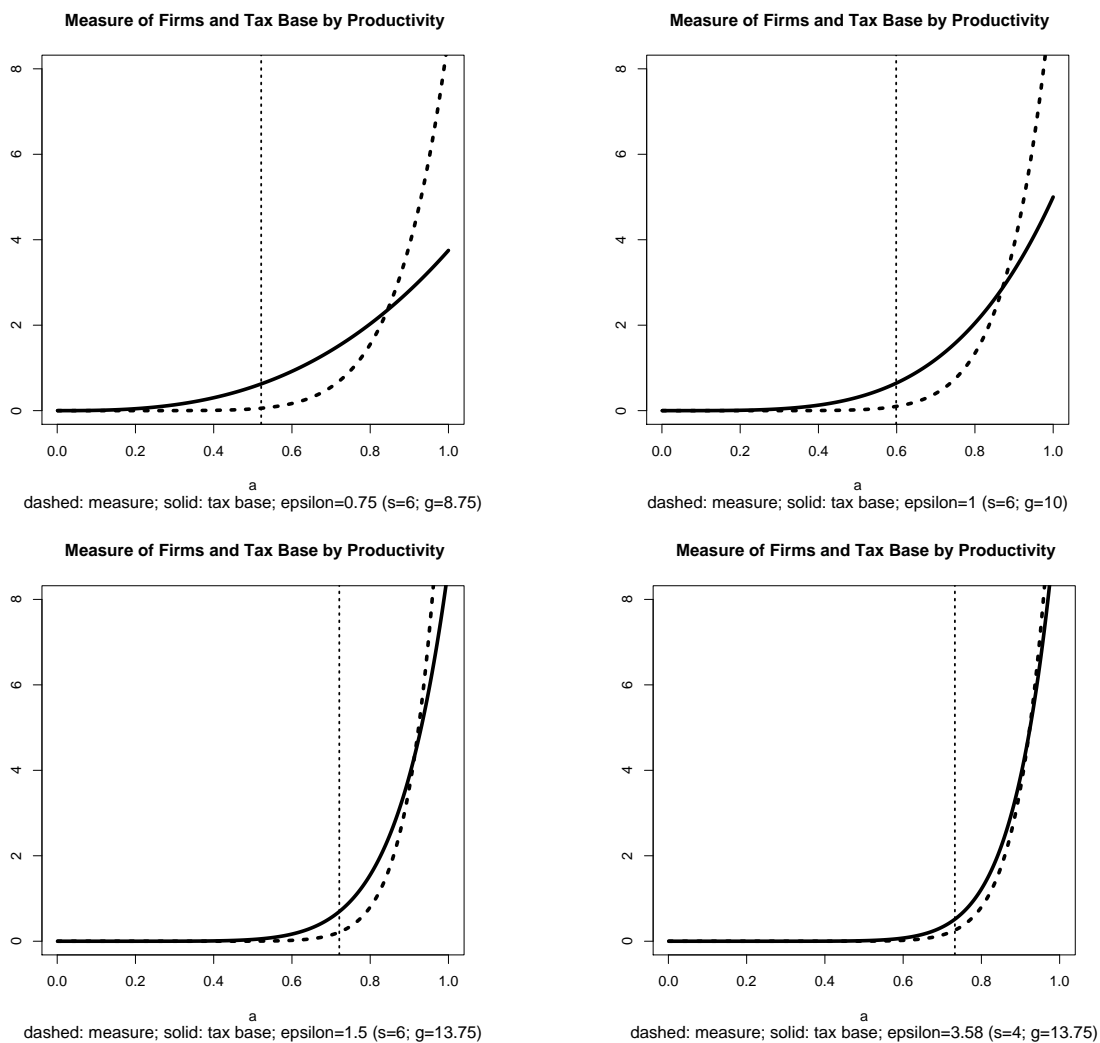 Measure of Firms and Tax Base by Productivity
8
6
4
2
0
0.0 0.2 0.4 0.6 0.8 1.0
a
dashed: measure; solid: tax base; epsilon=0.75 (s=6; g=8.75)
Measure of Firms and Tax Base by Productivity
8
6
4
2
0
0.0 0.2 0.4 0.6 0.8 1.0
a
dashed: measure; solid: tax base; epsilon=1 (s=6; g=10)
Measure of Firms and Tax Base by Productivity
8
6
4
2
0
0.0 0.2 0.4 0.6 0.8 1.0
a
dashed: measure; solid: tax base; epsilon=1.5 (s=6; g=13.75)
Measure of Firms and Tax Base by Productivity
8
6
4
2
0
0.0 0.2 0.4 0.6 0.8 1.0
a
dashed: measure; solid: tax base; epsilon=3.58 (s=4; g=13.75)